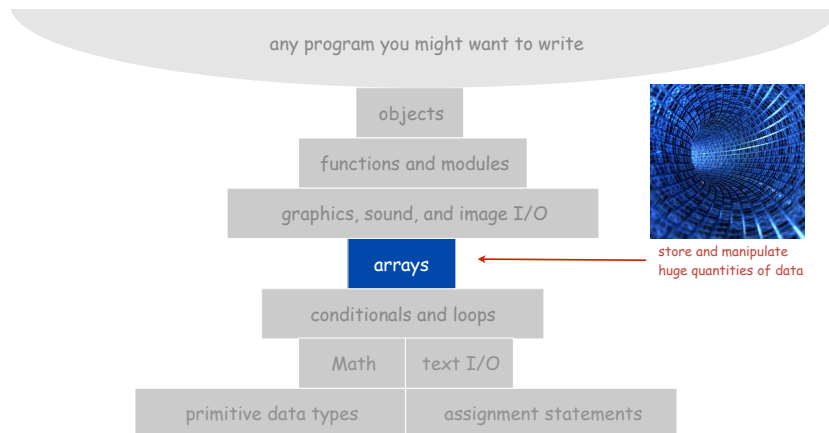 any program you might want to write
objects
functions and modules
graphics, sound, and image I/O
arrays
store and manipulate
huge quantities of data
conditionals and loops
Math text I/O
primitive data types assignment statements